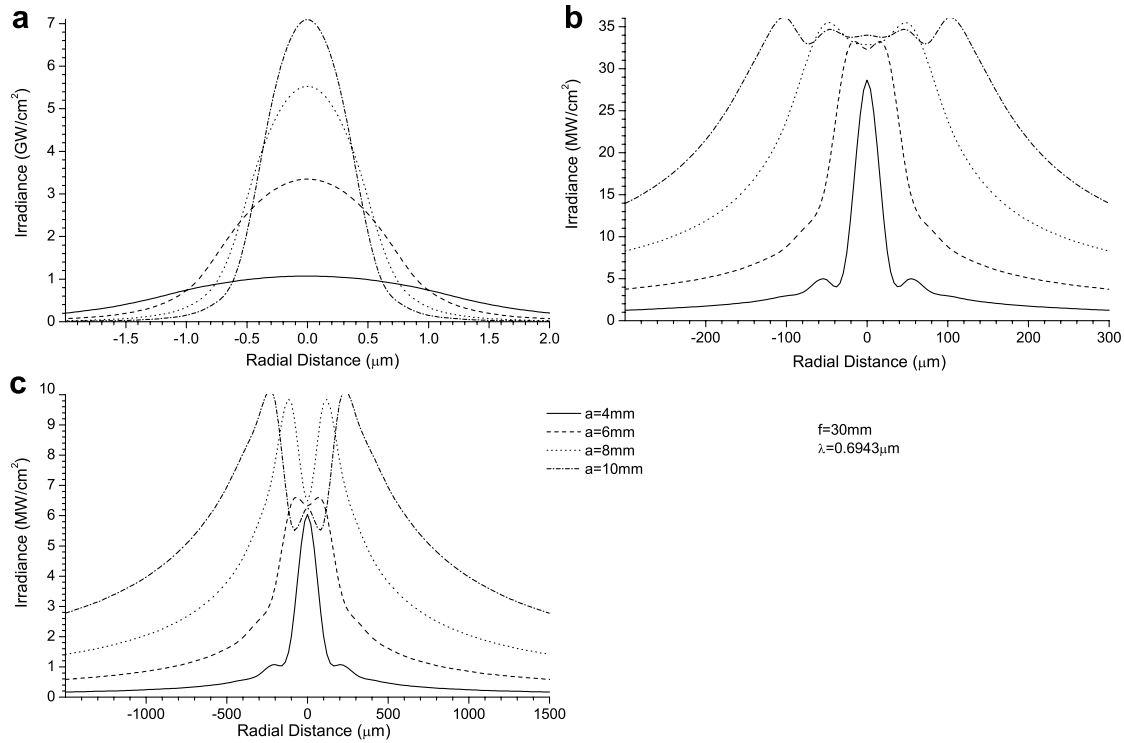 a
7
6
5
4
3
2
1
0
Irradiance (GW/cm²)
-1.5 -1.0 -0.5 0.0 0.5 1.0 1.5 2.0
Radial Distance (μm)
b
35
30
25
20
15
10
5
0
Irradiance (MW/cm²)
-200 -100 0 100 200 300
Radial Distance (μm)
c
10
9
8
7
6
5
4
3
2
1
0
Irradiance (MW/cm²)
-1000 -500 0 500 1000 1500
Radial Distance (μm)
a=4mm
a=6mm
a=8mm
a=10mm
f=30mm
λ=0.6943μm